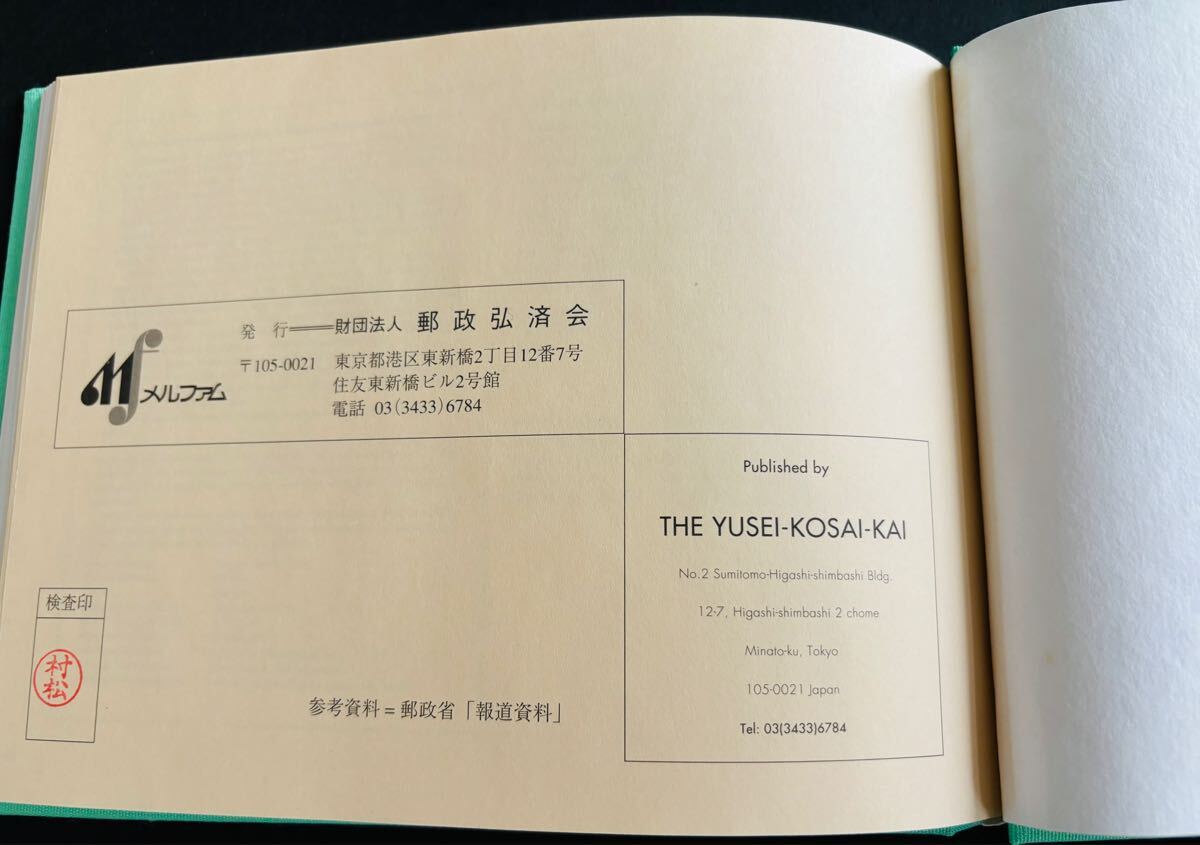 発 行══財団法人 郵政弘済会
〒105-0021 東京都港区東新橋2丁目12番7号
住友東新橋ビル2号館
電話 03(3433)6784
Mf メルファム
Published by
THE YUSEI-KOSAI-KAI
No.2 Sumitomo-Higashi-shimbashi Bldg.
12-7, Higashi-shimbashi 2 chome
Minato-ku, Tokyo
105-0021 Japan
Tel: 03(3433)6784
検査印
村松
参考資料=郵政省「報道資料」